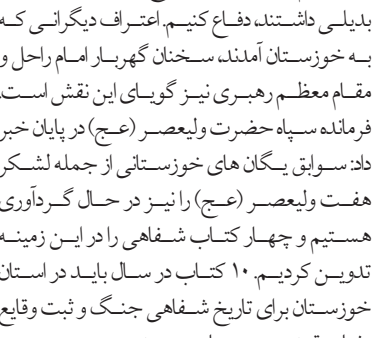 بدیلی داشتند، دفاع کنیم. اعتراف دیگرانی که
به خوزستان آمدند، سخنان گهربار امام راحل و
مقام معظم رهبری نیز گویای این نقش است.
فرمانده سپاه حضرت ولیعصر (عج) در پایان خبر
داد: سوابق یگان های خوزستانی از جمله لشکر
هفت ولیعصر (عج) را نیز در حال گردآوری
هستیم و چهار کتاب شفاهی را در این زمینه
تدوین کردیم. ۱۰ کتاب در سال باید در استان
خوزستان برای تاریخ شفاهی جنگ و ثبت وقایع